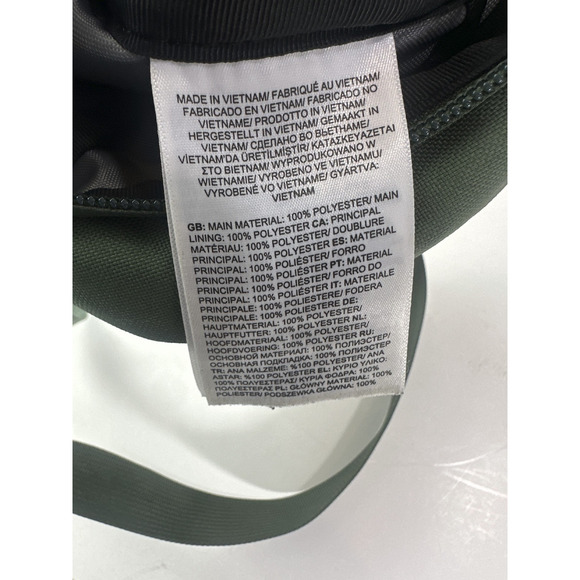 MADE IN VIETNAM/ FABRIQUÉ AU VIETNAM/
FABRICADO EN VIETNAM/ FABRICADO NO
VIETNAME/ PRODOTTO IN VIETNAM/
HERGESTELLT IN VIETNAM/ GEMAAKT IN
VIETNAM/ СДЕЛАНО ВО ВЬЕТНАМЕ/
VİETNAM'DA ÜRETİLMİŞTİR/ ΚΑΤΑΣΚΕΥΑΖΕΤΑΙ
ΣΤΟ ΒΙΕΤΝΑΜ/ WYPRODUKOWANO W
WIETNAMIE/ VYROBENO VE VIETNAMU/
VYROBENÉ VO VIETNAME/ GYÁRTVA:
VIETNAM
GB: MAIN MATERIAL: 100% POLYESTER/ MAIN
LINING: 100% POLYESTER CA: PRINCIPAL
MATÉRIAU: 100% POLYESTER/ DOUBLURE
PRINCIPAL: 100% POLYESTER ES: MATERIAL
PRINCIPAL: 100% POLIÉSTER/ FORRO
PRINCIPAL: 100% POLIÉSTER PT: MATERIAL
PRINCIPAL: 100% POLIÉSTER/ FORRO DO
PRINCIPAL: 100% POLIÉSTER IT: MATERIALE
PRINCIPALE: 100% POLIESTERE/ FODERA
PRINCIPALE: 100% POLIESTERE DE:
HAUPTMATERIAL: 100% POLYESTER/
HAUPTFUTTER: 100% POLYESTER NL:
HOOFDMATERIAAL: 100% POLYESTER/
HOOFDVOERING: 100% POLYESTER RU:
ОСНОВНОЙ МАТЕРИАЛ: 100% ПОЛИЭСТЕР/
ОСНОВНАЯ ПОДКЛАДКА: 100% ПОЛИЭСТЕР
TR: ANA MALZEME: %100 POLYESTER/ ANA
ASTAR: %100 POLYESTER EL: ΚΥΡΙΟ ΥΛΙΚΟ:
100% ΠΟΛΥΕΣΤΕΡΑΣ/ ΚΥΡΙΑ ΦΟΔΡΑ: 100%
ΠΟΛΥΕΣΤΕΡΑΣ PL: GŁÓWNY MATERIAŁ: 100%
POLIESTER/ PODSZEWKA GŁÓWNA: 100%